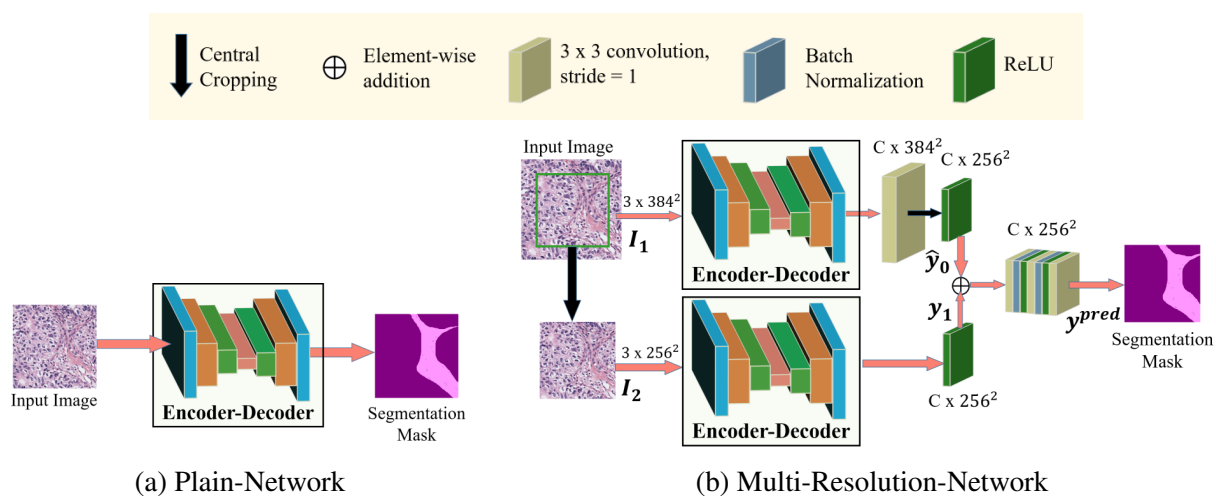 Central
Cropping
Element-wise
addition
3 x 3 convolution,
stride = 1
Batch
Normalization
ReLU
Input Image
Encoder-Decoder
Segmentation
Mask
(a) Plain-Network
Input Image
3 x 384²
I₁
Encoder-Decoder
C x 384²
C x 256²
ŷ₀
3 x 256²
I₂
Encoder-Decoder
y₁
C x 256²
C x 256²
yᵖʳᵉᵈ
Segmentation
Mask
(b) Multi-Resolution-Network